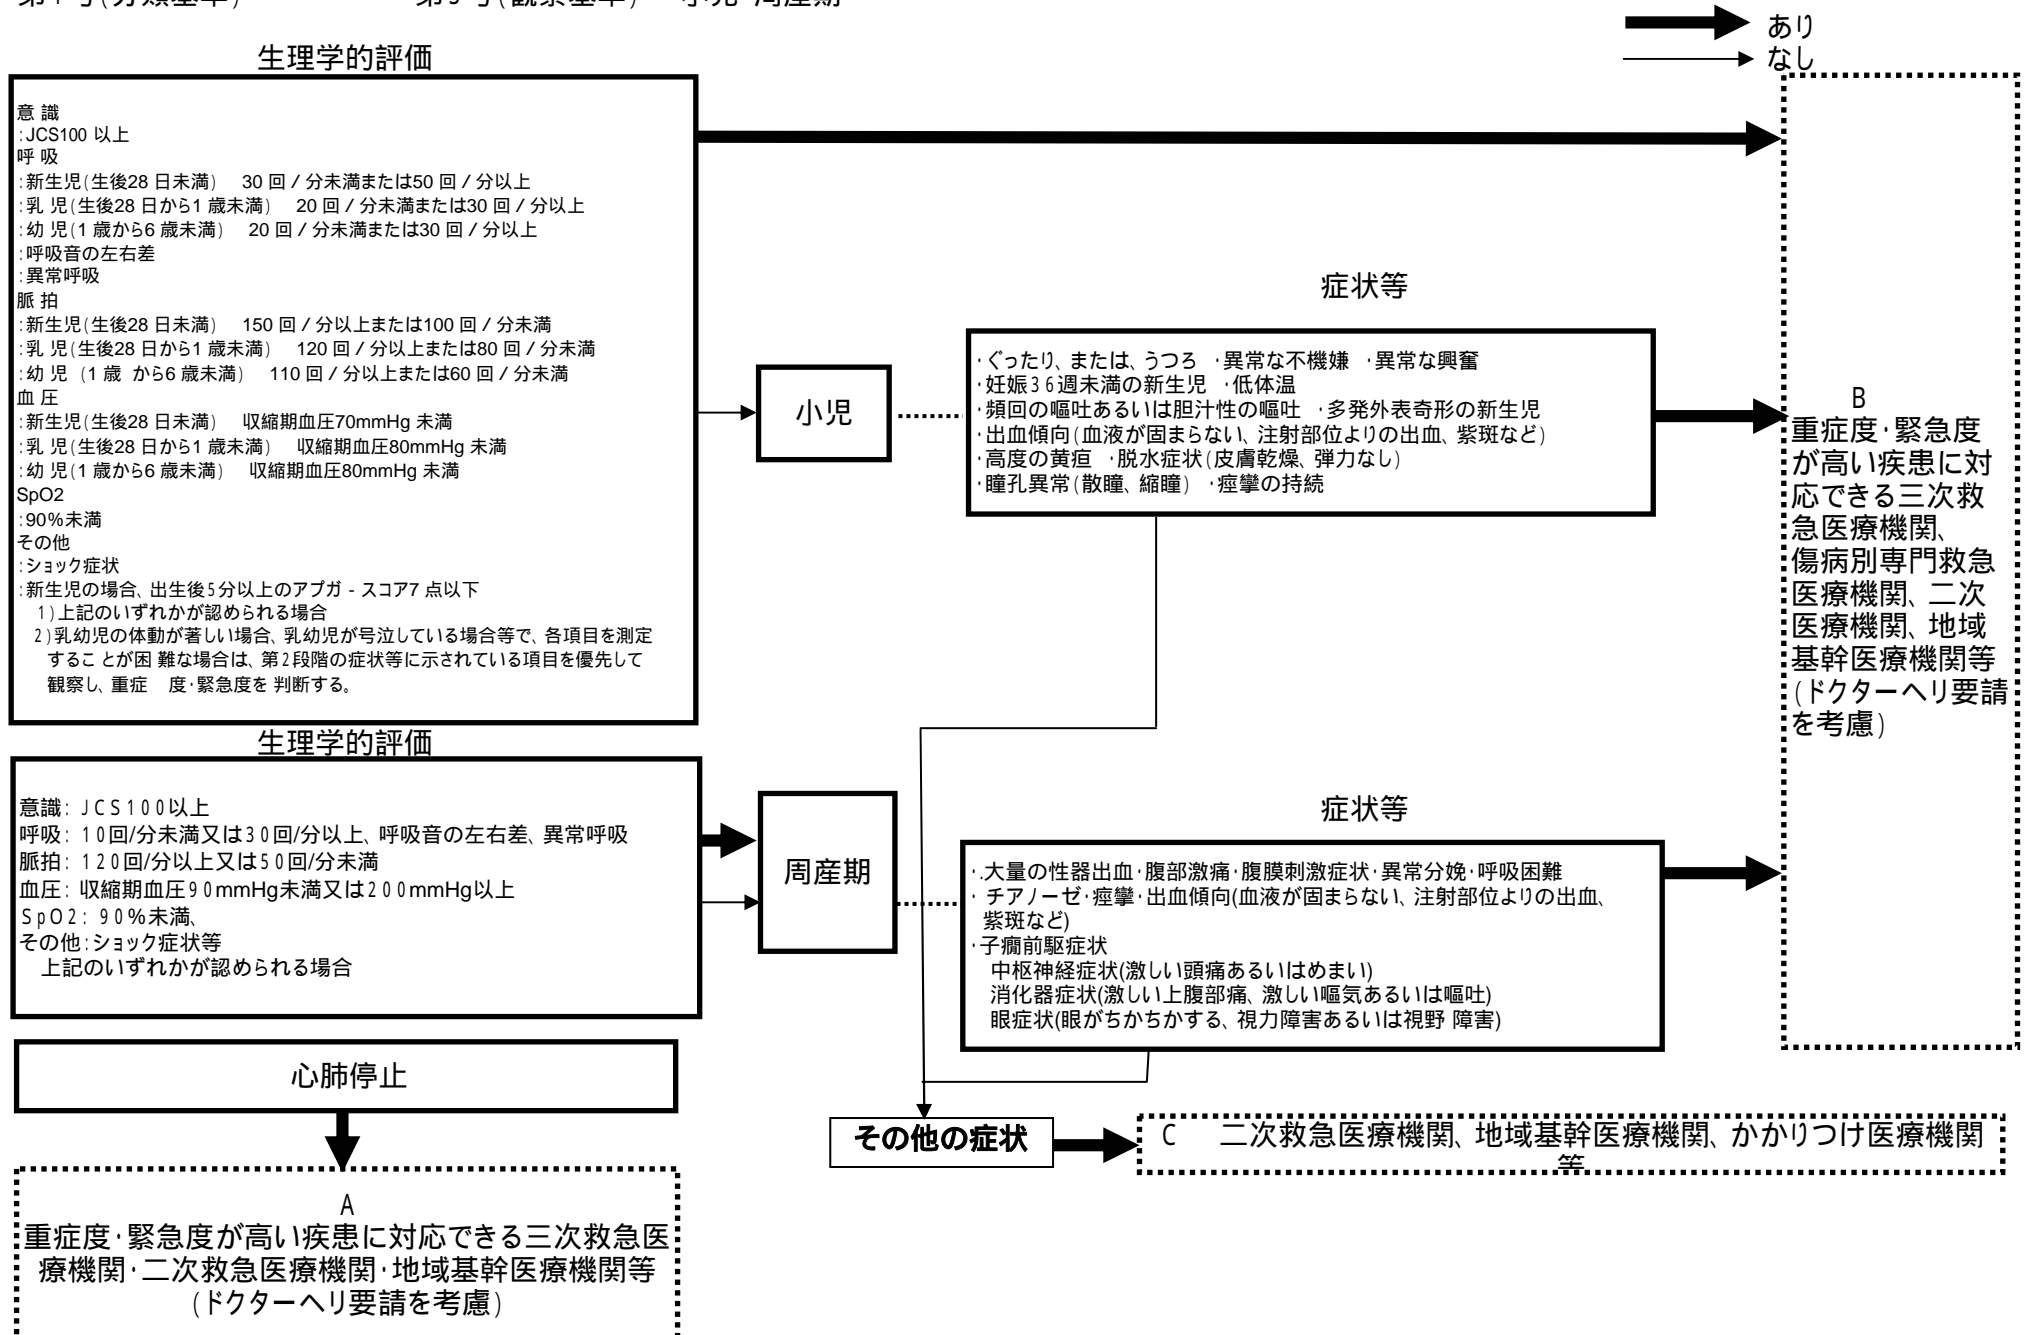 あり
なし
生理学的評価
意 識
:JCS100 以上
呼 吸
:新生児(生後28 日未満)　30 回 / 分未満または50 回 / 分以上
:乳 児(生後28 日から1 歳未満)　20 回 / 分未満または30 回 / 分以上
:幼 児(1 歳から6 歳未満)　20 回 / 分未満または30 回 / 分以上
:呼吸音の左右差
:異常呼吸
脈 拍
:新生児(生後28 日未満)　150 回 / 分以上または100 回 / 分未満
:乳 児(生後28 日から1 歳未満)　120 回 / 分以上または80 回 / 分未満
:幼 児 (1 歳 から6 歳未満)　110 回 / 分以上または60 回 / 分未満
血 圧
:新生児(生後28 日未満)　収縮期血圧70mmHg 未満
:乳 児(生後28 日から1 歳未満)　収縮期血圧80mmHg 未満
:幼 児(1 歳から6 歳未満)　収縮期血圧80mmHg 未満
SpO2
:90%未満
その他
:ショック症状
:新生児の場合、出生後5分以上のアプガ - スコア7 点以下
1)上記のいずれかが認められる場合
2)乳幼児の体動が著しい場合、乳幼児が号泣している場合等で、各項目を測定
するこ とが困 難な場合は、第2段階の症状等に示されている項目を優先して
観察し、重症　度・緊急度を 判断する。
小児
症状等
・ぐったり、または、うつろ　・異常な不機嫌　・異常な興奮
・妊娠36週未満の新生児　・低体温
・頻回の嘔吐あるいは胆汁性の嘔吐　・多発外表奇形の新生児
・出血傾向(血液が固まらない、注射部位よりの出血、紫斑など)
・高度の黄疸　・脱水症状(皮膚乾燥、弾力なし)
・瞳孔異常(散瞳、縮瞳)　・痙攣の持続
B
重症度・緊急度
が高い疾患に対
応できる三次救
急医療機関、
傷病別専門救急
医療機関、二次
医療機関、地域
基幹医療機関等
(ドクターヘリ要請
を考慮)
生理学的評価
意識: JCS100以上
呼吸: 10回/分未満又は30回/分以上、呼吸音の左右差、異常呼吸
脈拍: 120回/分以上又は50回/分未満
血圧: 収縮期血圧90mmHg未満又は200mmHg以上
SpO2: 90%未満、
その他:ショック症状等
上記のいずれかが認められる場合
周産期
症状等
・.大量の性器出血・腹部激痛・腹膜刺激症状・異常分娩・呼吸困難
・ チアノーゼ・痙攣・出血傾向(血液が固まらない、注射部位よりの出血、
紫斑など)
・子癇前駆症状
中枢神経症状(激しい頭痛あるいはめまい)
消化器症状(激しい上腹部痛、激しい嘔気あるいは嘔吐)
眼症状(眼がちかちかする、視力障害あるいは視野 障害)
心肺停止
その他の症状
C　二次救急医療機関、地域基幹医療機関、かかりつけ医療機関
等
A
重症度・緊急度が高い疾患に対応できる三次救急医
療機関・二次救急医療機関・地域基幹医療機関等
(ドクターヘリ要請を考慮)